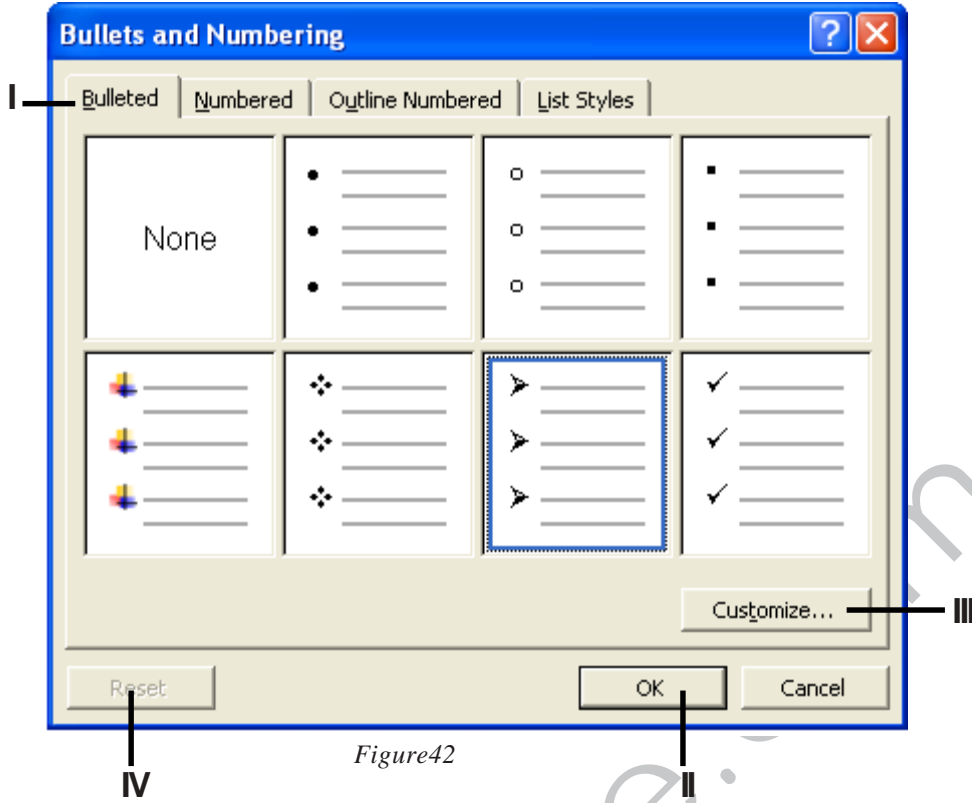 Bullets and Numbering
I
Bulleted Numbered Outline Numbered List Styles
None
Customize...
III
Reset OK Cancel
Figure42
IV II